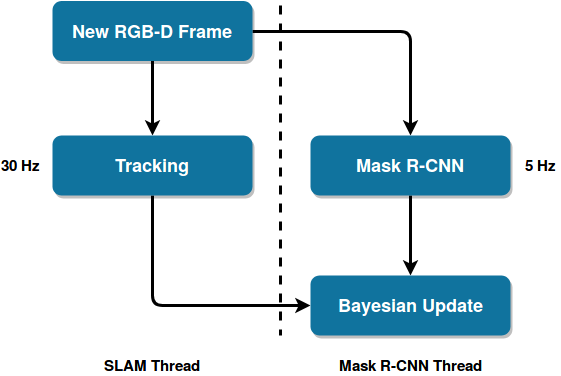 New RGB-D Frame
30 Hz
Tracking
Mask R-CNN
5 Hz
Bayesian Update
SLAM Thread
Mask R-CNN Thread